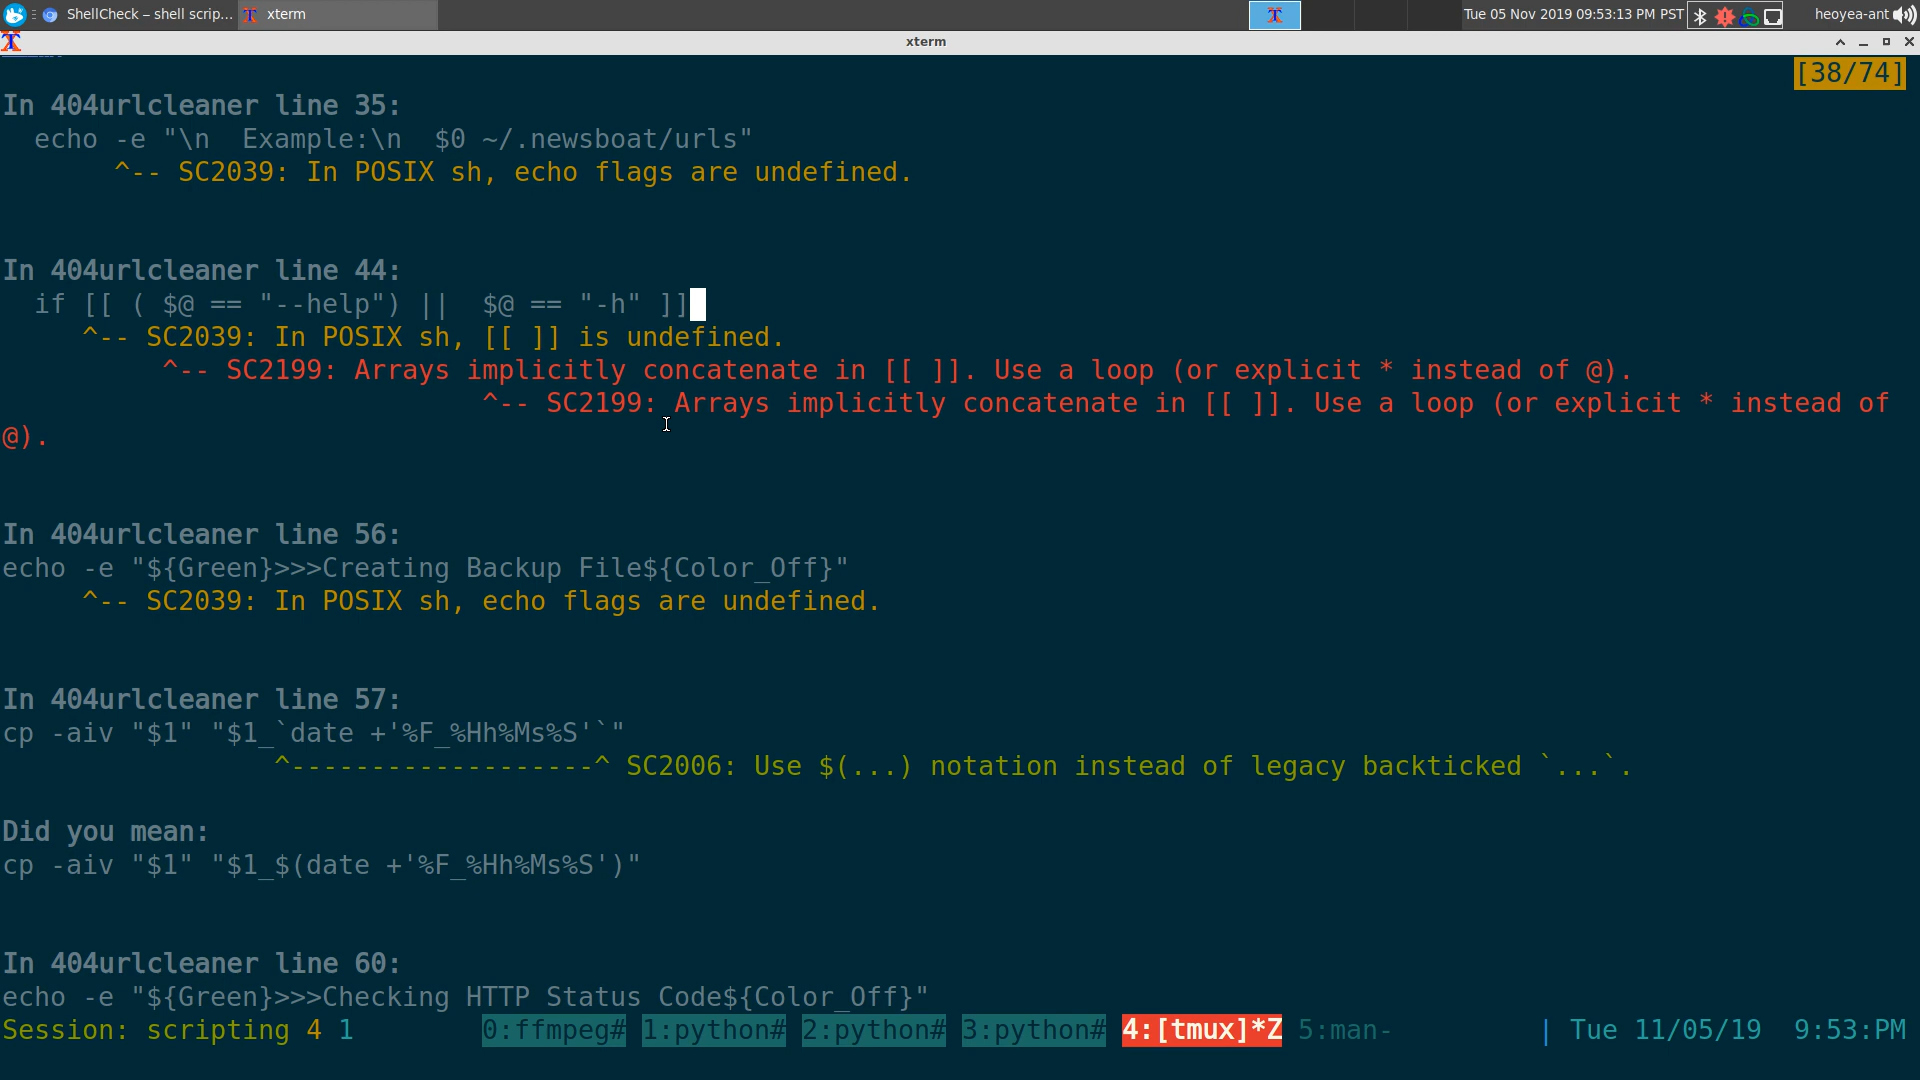 ShellCheck – shell scrip...
xterm
Tue 05 Nov 2019 09:53:13 PM PST
heoyea-ant
xterm
[38/74]
In 404urlcleaner line 35:
  echo -e "\n  Example:\n  $0 ~/.newsboat/urls"
       ^-- SC2039: In POSIX sh, echo flags are undefined.
In 404urlcleaner line 44:
  if [[ ( $@ == "--help") ||  $@ == "-h" ]]
     ^-- SC2039: In POSIX sh, [[ ]] is undefined.
          ^-- SC2199: Arrays implicitly concatenate in [[ ]]. Use a loop (or explicit * instead of @).
                              ^-- SC2199: Arrays implicitly concatenate in [[ ]]. Use a loop (or explicit * instead of
@).
In 404urlcleaner line 56:
echo -e "${Green}>>>Creating Backup File${Color_Off}"
     ^-- SC2039: In POSIX sh, echo flags are undefined.
In 404urlcleaner line 57:
cp -aiv "$1" "$1_`date +'%F_%Hh%Ms%S'`"
                 ^-------------------^ SC2006: Use $(...) notation instead of legacy backticked `...`.
Did you mean:
cp -aiv "$1" "$1_$(date +'%F_%Hh%Ms%S')"
In 404urlcleaner line 60:
echo -e "${Green}>>>Checking HTTP Status Code${Color_Off}"
Session: scripting 4 1 0:ffmpeg# 1:python# 2:python# 3:python# 4:[tmux]*Z 5:man- | Tue 11/05/19  9:53:PM